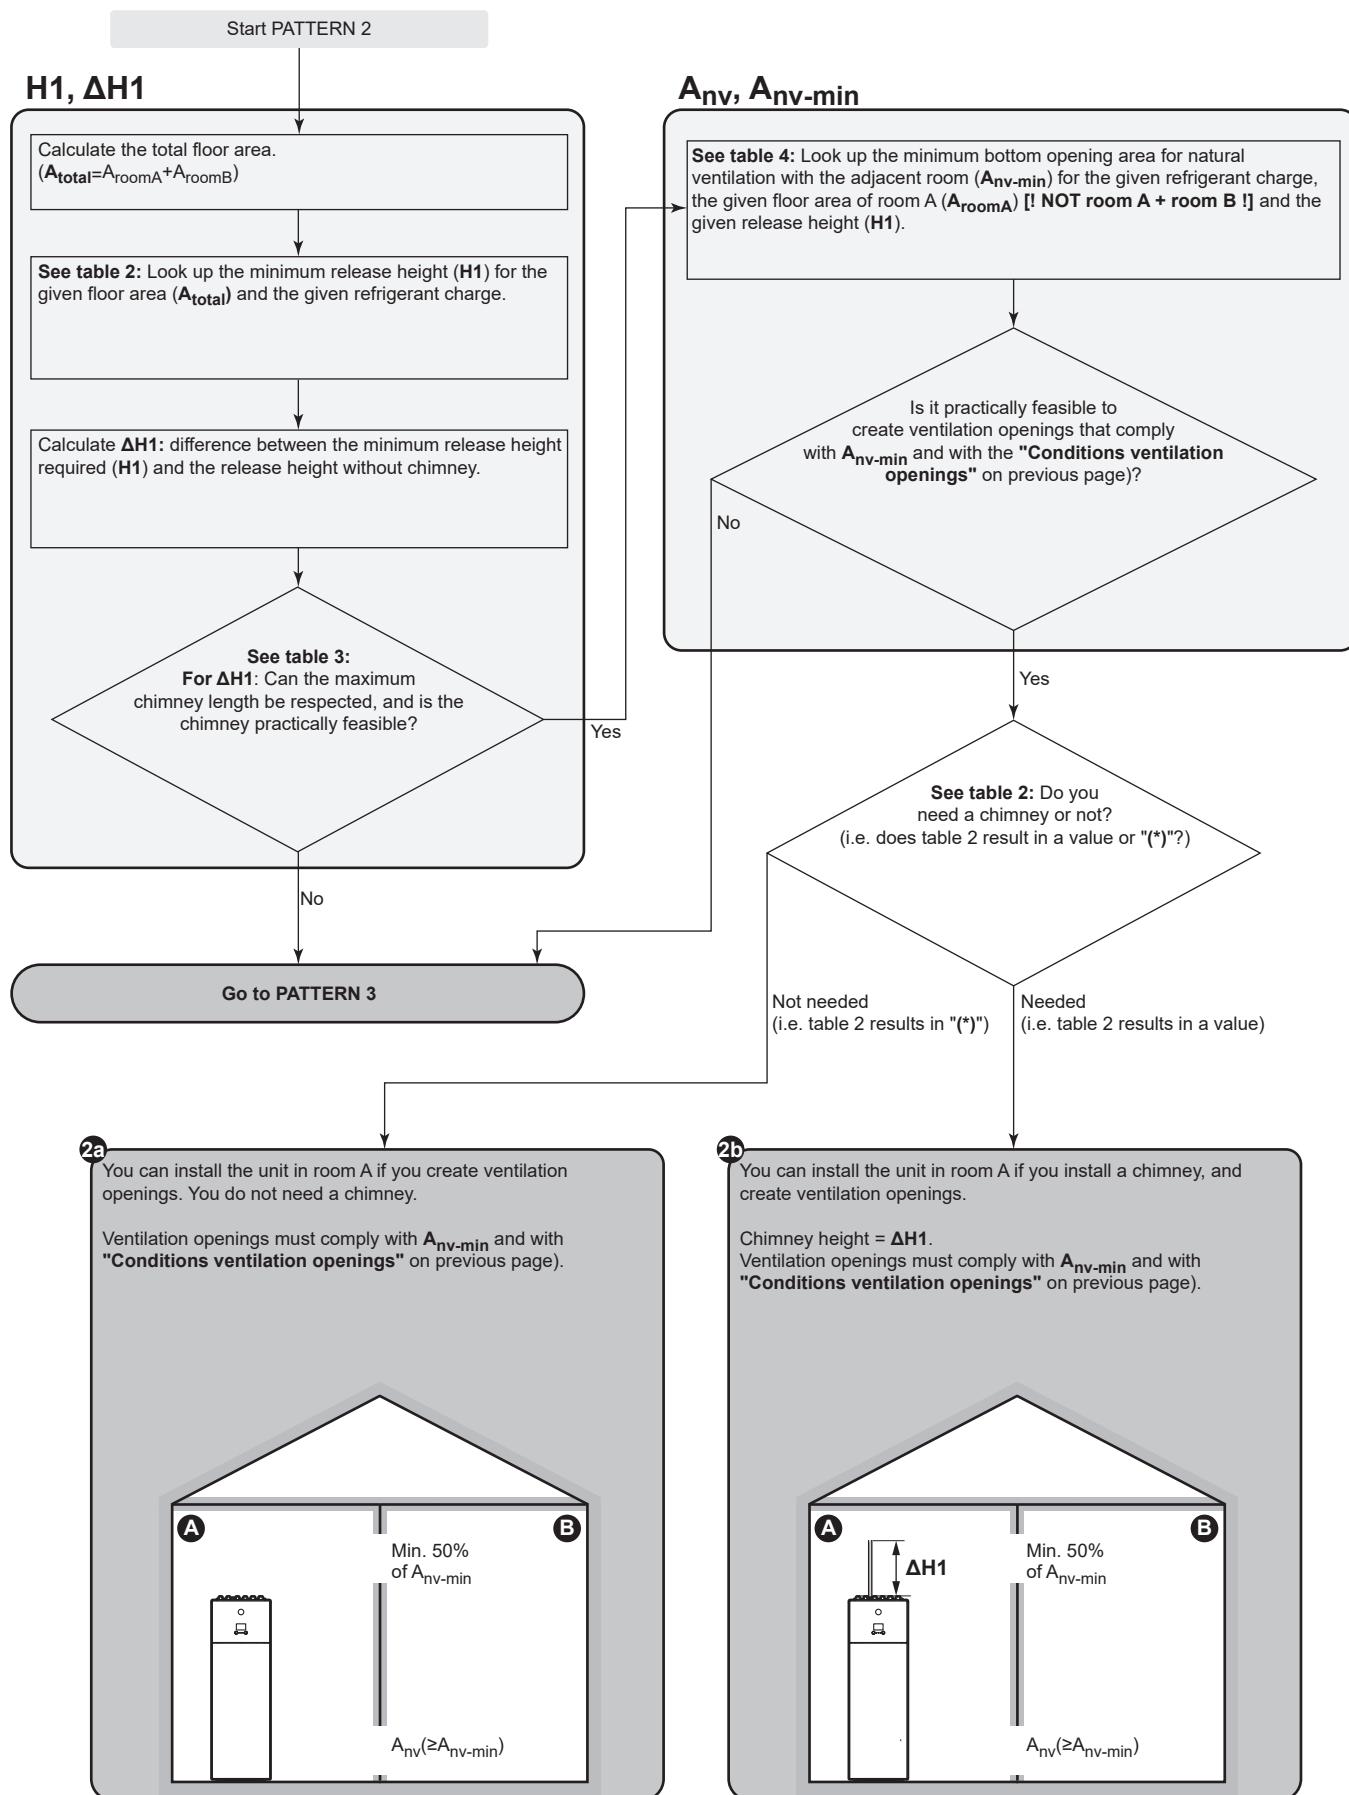 Start PATTERN 2
H1, ΔH1
Calculate the total floor area.
(Atotal=AroomA+AroomB)
See table 2: Look up the minimum release height (H1) for the
given floor area (Atotal) and the given refrigerant charge.
Calculate ΔH1: difference between the minimum release height
required (H1) and the release height without chimney.
See table 3:
For ΔH1: Can the maximum
chimney length be respected, and is the
chimney practically feasible?
Yes
No
Go to PATTERN 3
Anv, Anv-min
See table 4: Look up the minimum bottom opening area for natural
ventilation with the adjacent room (Anv-min) for the given refrigerant charge,
the given floor area of room A (AroomA) [! NOT room A + room B !] and the
given release height (H1).
Is it practically feasible to
create ventilation openings that comply
with Anv-min and with the "Conditions ventilation
openings" on previous page)?
No
Yes
See table 2: Do you
need a chimney or not?
(i.e. does table 2 result in a value or "(*)"?)
Not needed
(i.e. table 2 results in "(*)")
Needed
(i.e. table 2 results in a value)
2a
You can install the unit in room A if you create ventilation
openings. You do not need a chimney.
Ventilation openings must comply with Anv-min and with
"Conditions ventilation openings" on previous page).
A
B
Min. 50%
of Anv-min
Anv(≥Anv-min)
2b
You can install the unit in room A if you install a chimney, and
create ventilation openings.
Chimney height = ΔH1.
Ventilation openings must comply with Anv-min and with
"Conditions ventilation openings" on previous page).
A
B
ΔH1
Min. 50%
of Anv-min
Anv(≥Anv-min)